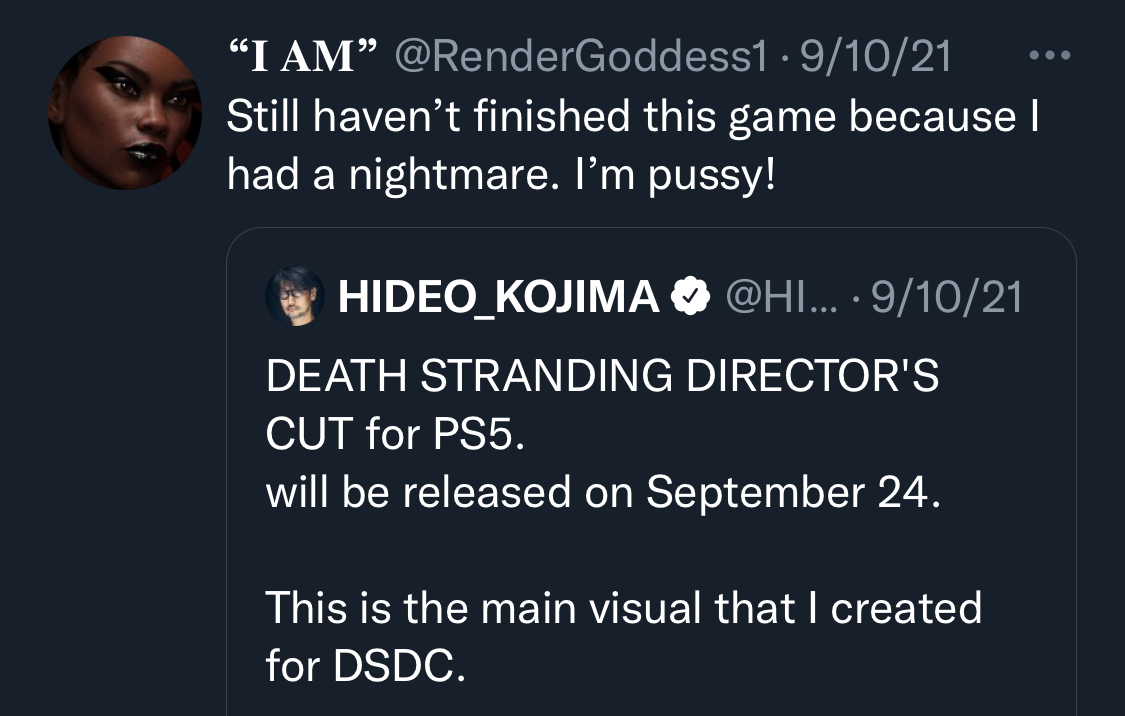 “I AM” @RenderGoddess1 · 9/10/21
Still haven’t finished this game because I
had a nightmare. I’m pussy!
HIDEO_KOJIMA @HI... · 9/10/21
DEATH STRANDING DIRECTOR'S
CUT for PS5.
will be released on September 24.
This is the main visual that I created
for DSDC.